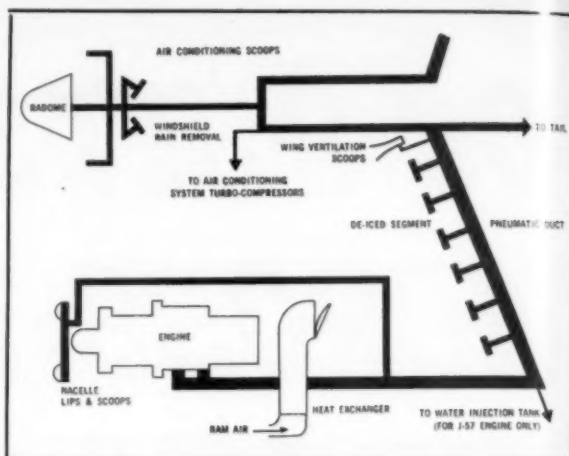 AIR CONDITIONING SCOOPS
RADOME
WINDSHIELD
RAIN REMOVAL
TO TAIL
WING VENTILATION
SCOOPS
TO AIR CONDITIONING
SYSTEM TURBO-COMPRESSORS
DE-ICED SEGMENT
PNEUMATIC DUCT
ENGINE
NACELLE
LIPS & SCOOPS
HEAT EXCHANGER
RAM AIR
TO WATER INJECTION TANK
(FOR J-57 ENGINE ONLY)